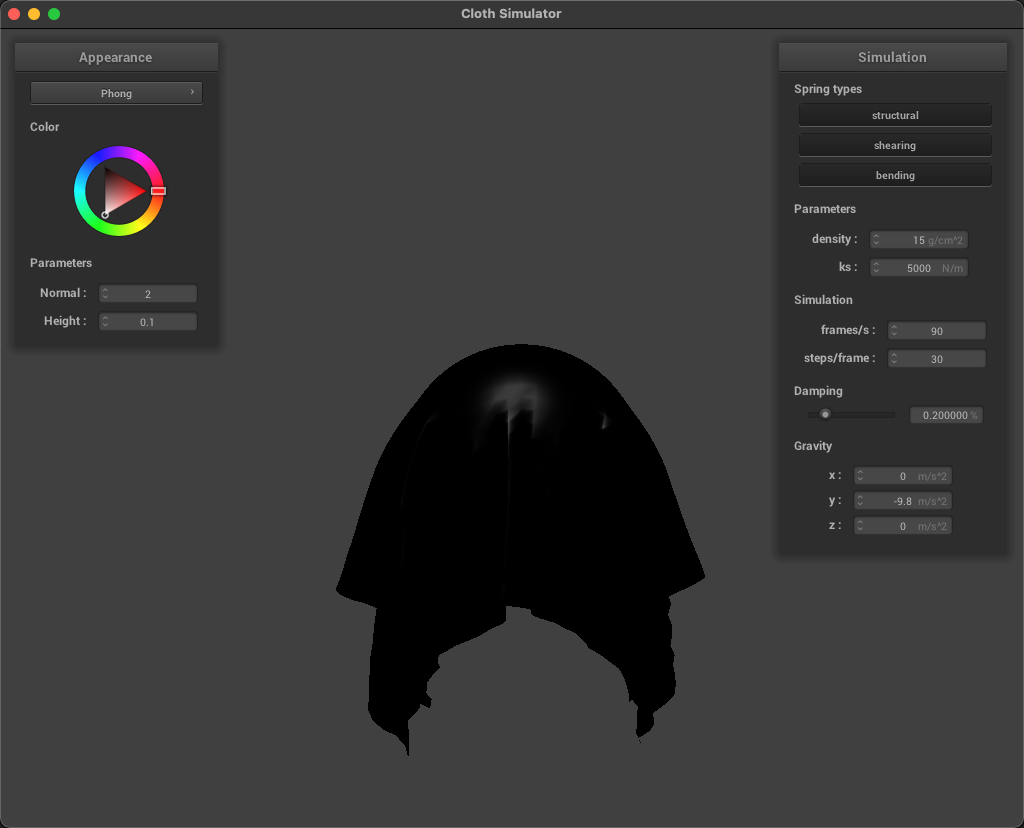 Cloth Simulator
Appearance
Phong
Color
Parameters
Normal : 2
Height : 0.1
Simulation
Spring types
structural
shearing
bending
Parameters
density : 15 g/cm^2
ks : 5000 N/m
Simulation
frames/s : 90
steps/frame : 30
Damping
0.200000 %
Gravity
x : 0 m/s^2
y : -9.8 m/s^2
z : 0 m/s^2